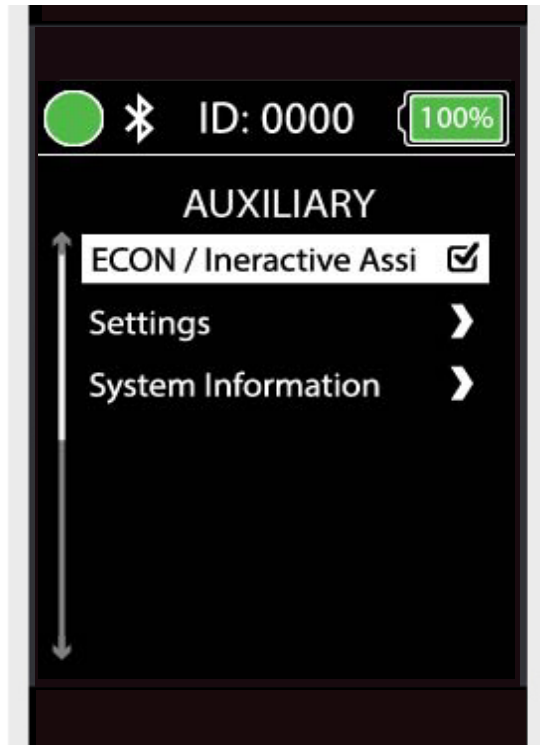 ID: 0000 100%
AUXILIARY
ECON / Ineractive Assi
Settings
System Information